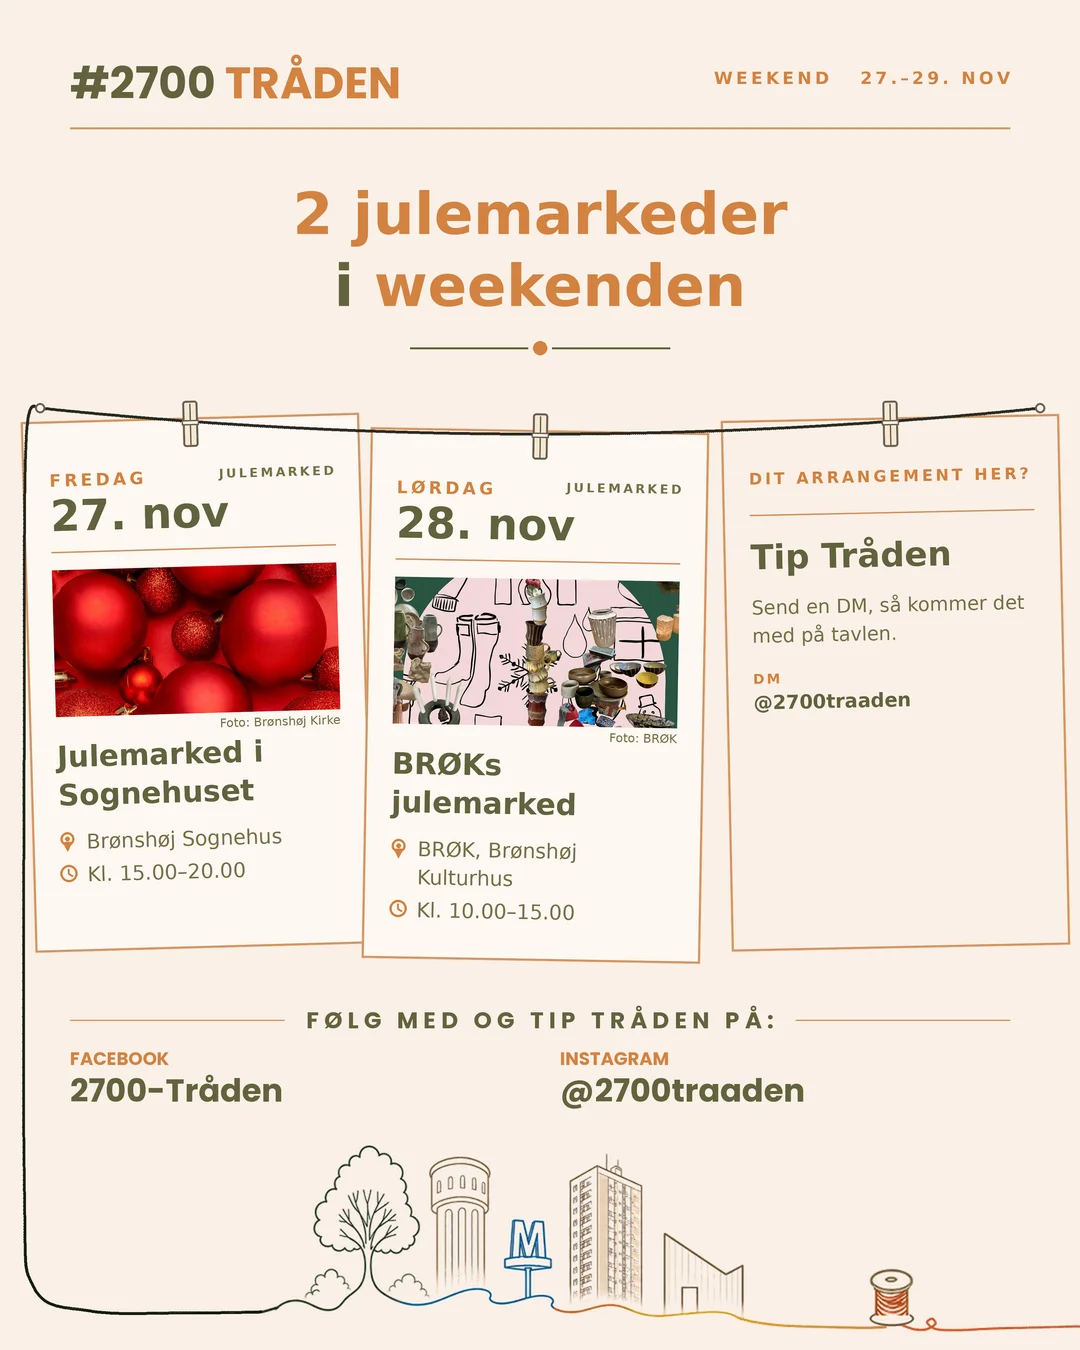 #2700 TRÅDEN
WEEKEND 27.–29. NOV
2 julemarkeder
i weekenden
FREDAG
JULEMARKED
27. nov
Foto: Brønshøj Kirke
Julemarked i
Sognehuset
Brønshøj Sognehus
Kl. 15.00–20.00
LØRDAG
JULEMARKED
28. nov
Foto: BRØK
BRØKs
julemarked
BRØK, Brønshøj
Kulturhus
Kl. 10.00–15.00
DIT ARRANGEMENT HER?
Tip Tråden
Send en DM, så kommer det
med på tavlen.
DM
@2700traaden
FØLG MED OG TIP TRÅDEN PÅ:
FACEBOOK
2700-Tråden
INSTAGRAM
@2700traaden
M